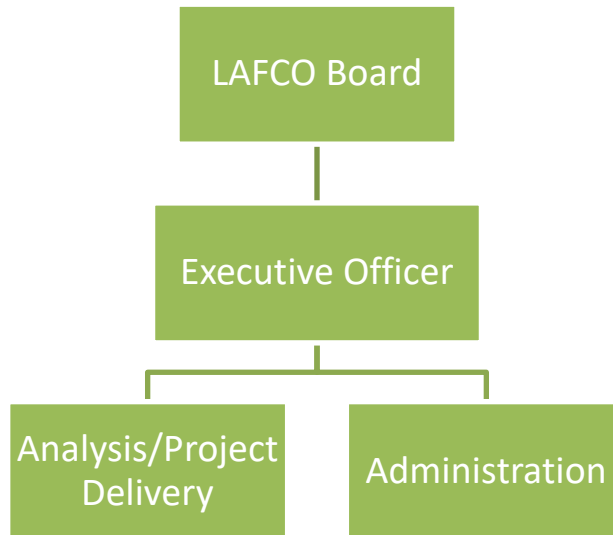 LAFCO Board
Executive Officer
Analysis/Project
Delivery
Administration